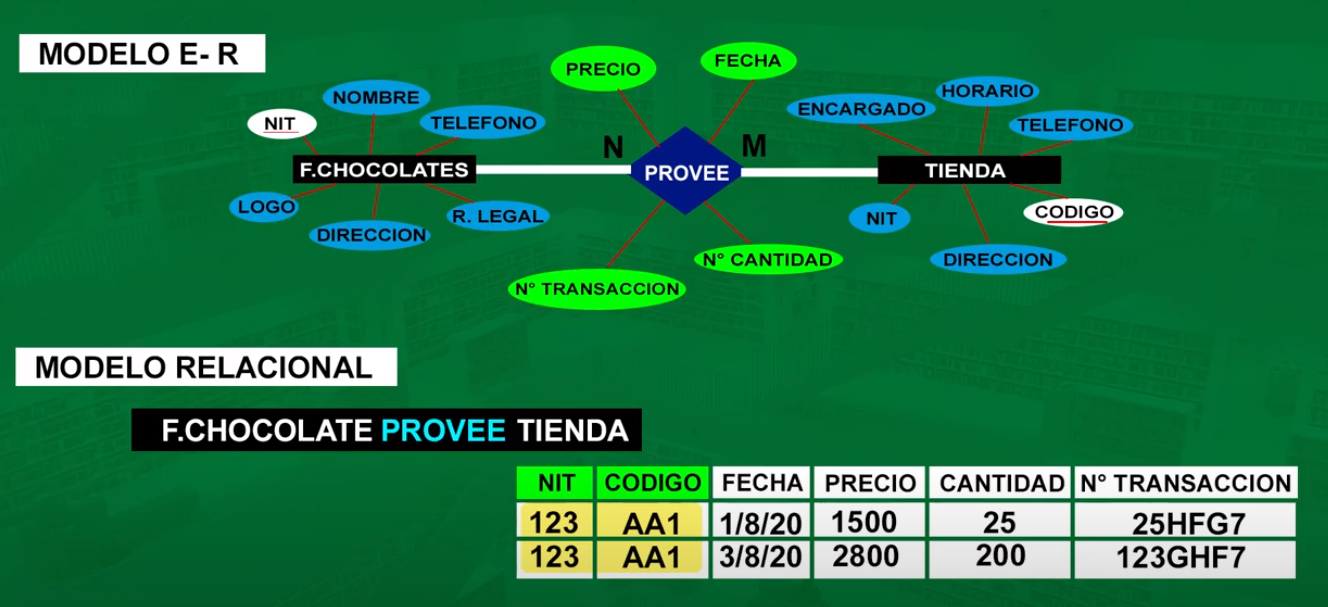 MODELO E- R
PRECIO
FECHA
NOMBRE
NIT
TELEFONO
ENCARGADO
HORARIO
TELEFONO
N
M
F.CHOCOLATES
PROVEE
TIENDA
LOGO
DIRECCION
R. LEGAL
NIT
CODIGO
N° CANTIDAD
DIRECCION
N° TRANSACCION
MODELO RELACIONAL
F.CHOCOLATE PROVEE TIENDA
NIT CODIGO FECHA PRECIO CANTIDAD N° TRANSACCION
123 AA1 1/8/20 1500 25 25HFG7
123 AA1 3/8/20 2800 200 123GHF7